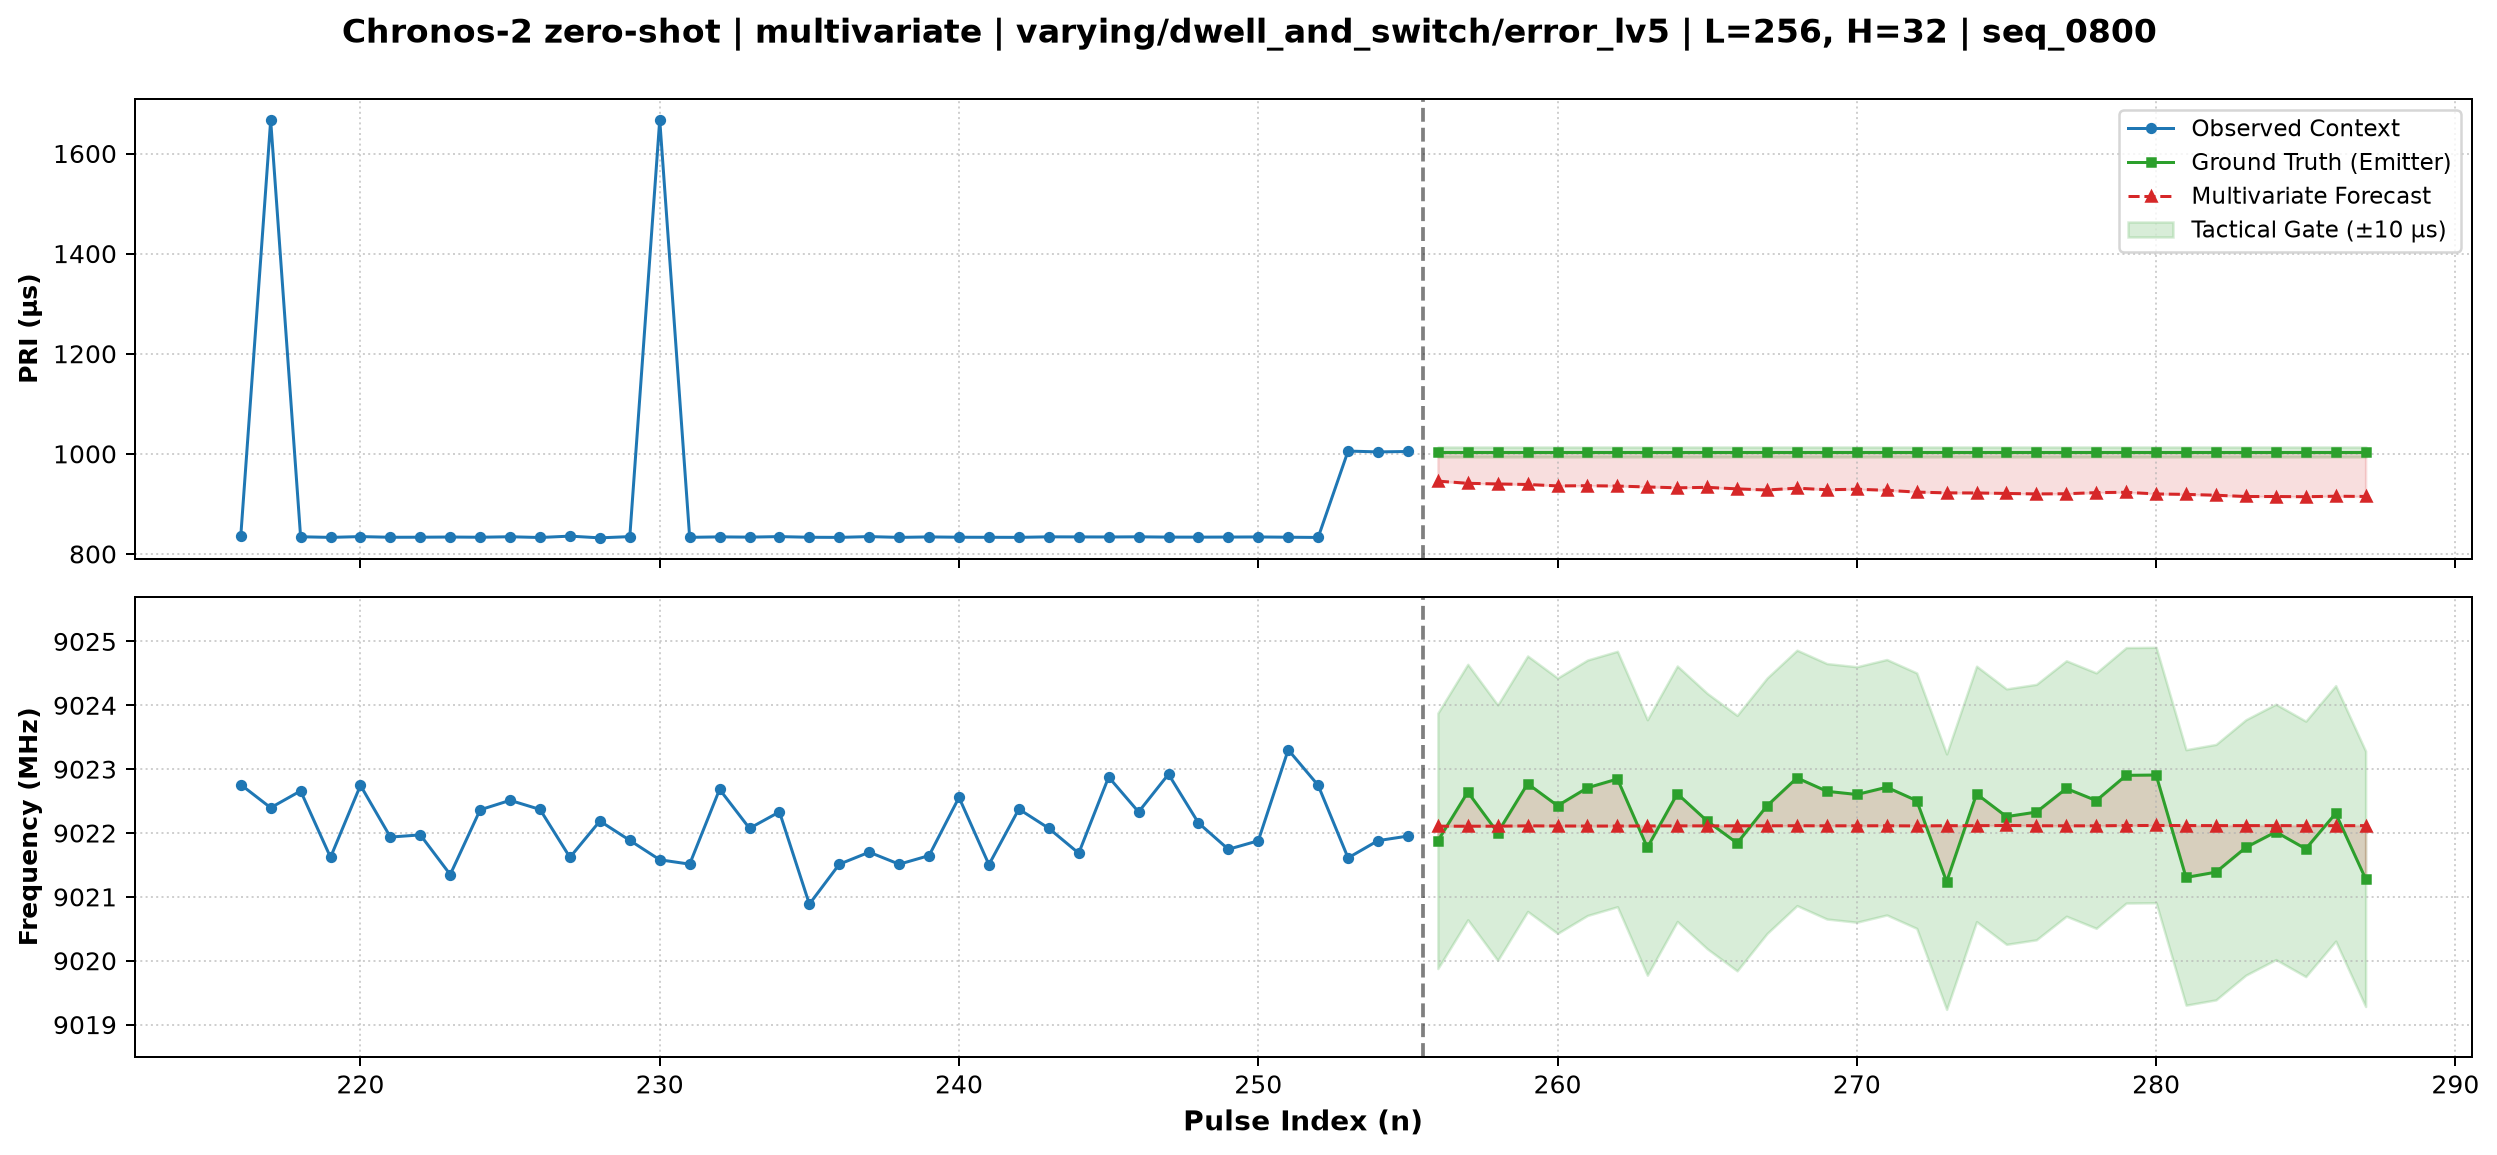 Chronos-2 zero-shot | multivariate | varying/dwell_and_switch/error_lv5 | L=256, H=32 | seq_0800
PRI (µs)
1600
1400
1200
1000
800
Observed Context
Ground Truth (Emitter)
Multivariate Forecast
Tactical Gate (±10 µs)
Frequency (MHz)
9025
9024
9023
9022
9021
9020
9019
220 230 240 250 260 270 280 290
Pulse Index (n)